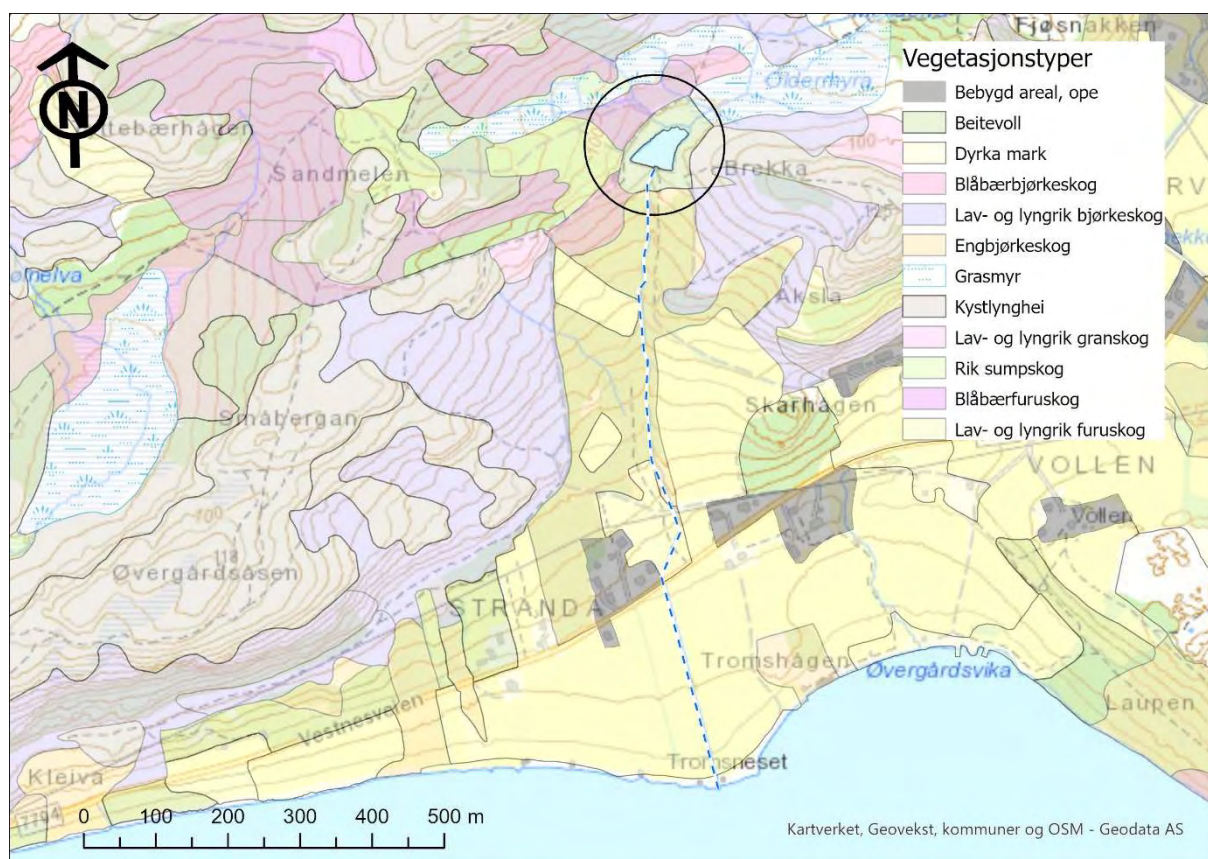 Fjøsnakken
Vegetasjonstyper
Bebygd areal, ope
Beitevoll
Dyrka mark
Blåbærbjørkeskog
Lav- og lyngrik bjørkeskog
Engbjørkeskog
Grasmyr
Kystlynghei
Lav- og lyngrik granskog
Rik sumpskog
Blåbærfuruskog
Lav- og lyngrik furuskog
N
Sandmelen
Brekka
100
100
Aksla
Småbergan
Skarhågen
VOLLEN
Vollen
100
118
Øvergårdsåsen
STRANDA
Tromshågen
Øvergårdsvika
Laupen
Vestnesveien
Kleiva
Tromsneset
7794
0 100 200 300 400 500 m
Kartverket, Geovekst, kommuner og OSM - Geodata AS